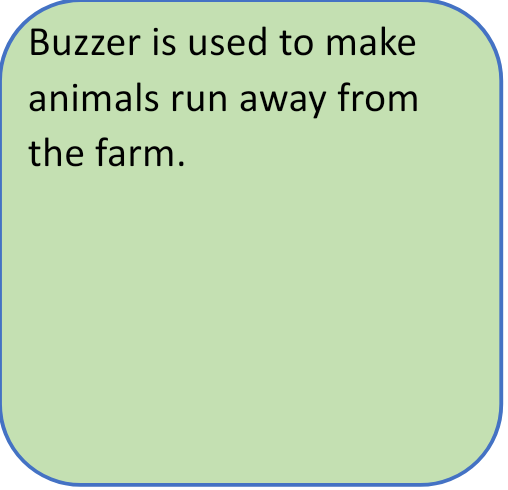 Buzzer is used to make
animals run away from
the farm.